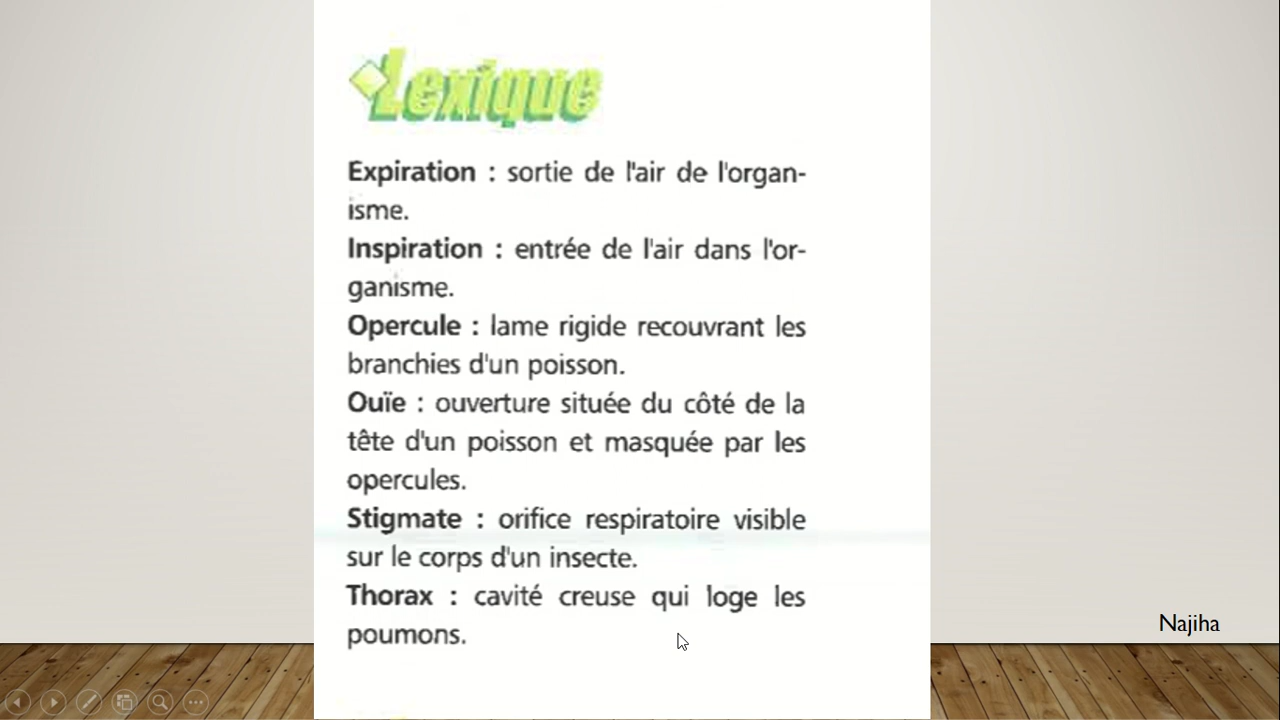 Lexique
Expiration : sortie de l'air de l'organ-
isme.
Inspiration : entrée de l'air dans l'or-
ganisme.
Opercule : lame rigide recouvrant les
branchies d'un poisson.
Ouïe : ouverture située du côté de la
tête d'un poisson et masquée par les
opercules.
Stigmate : orifice respiratoire visible
sur le corps d'un insecte.
Thorax : cavité creuse qui loge les
poumons.
Najiha